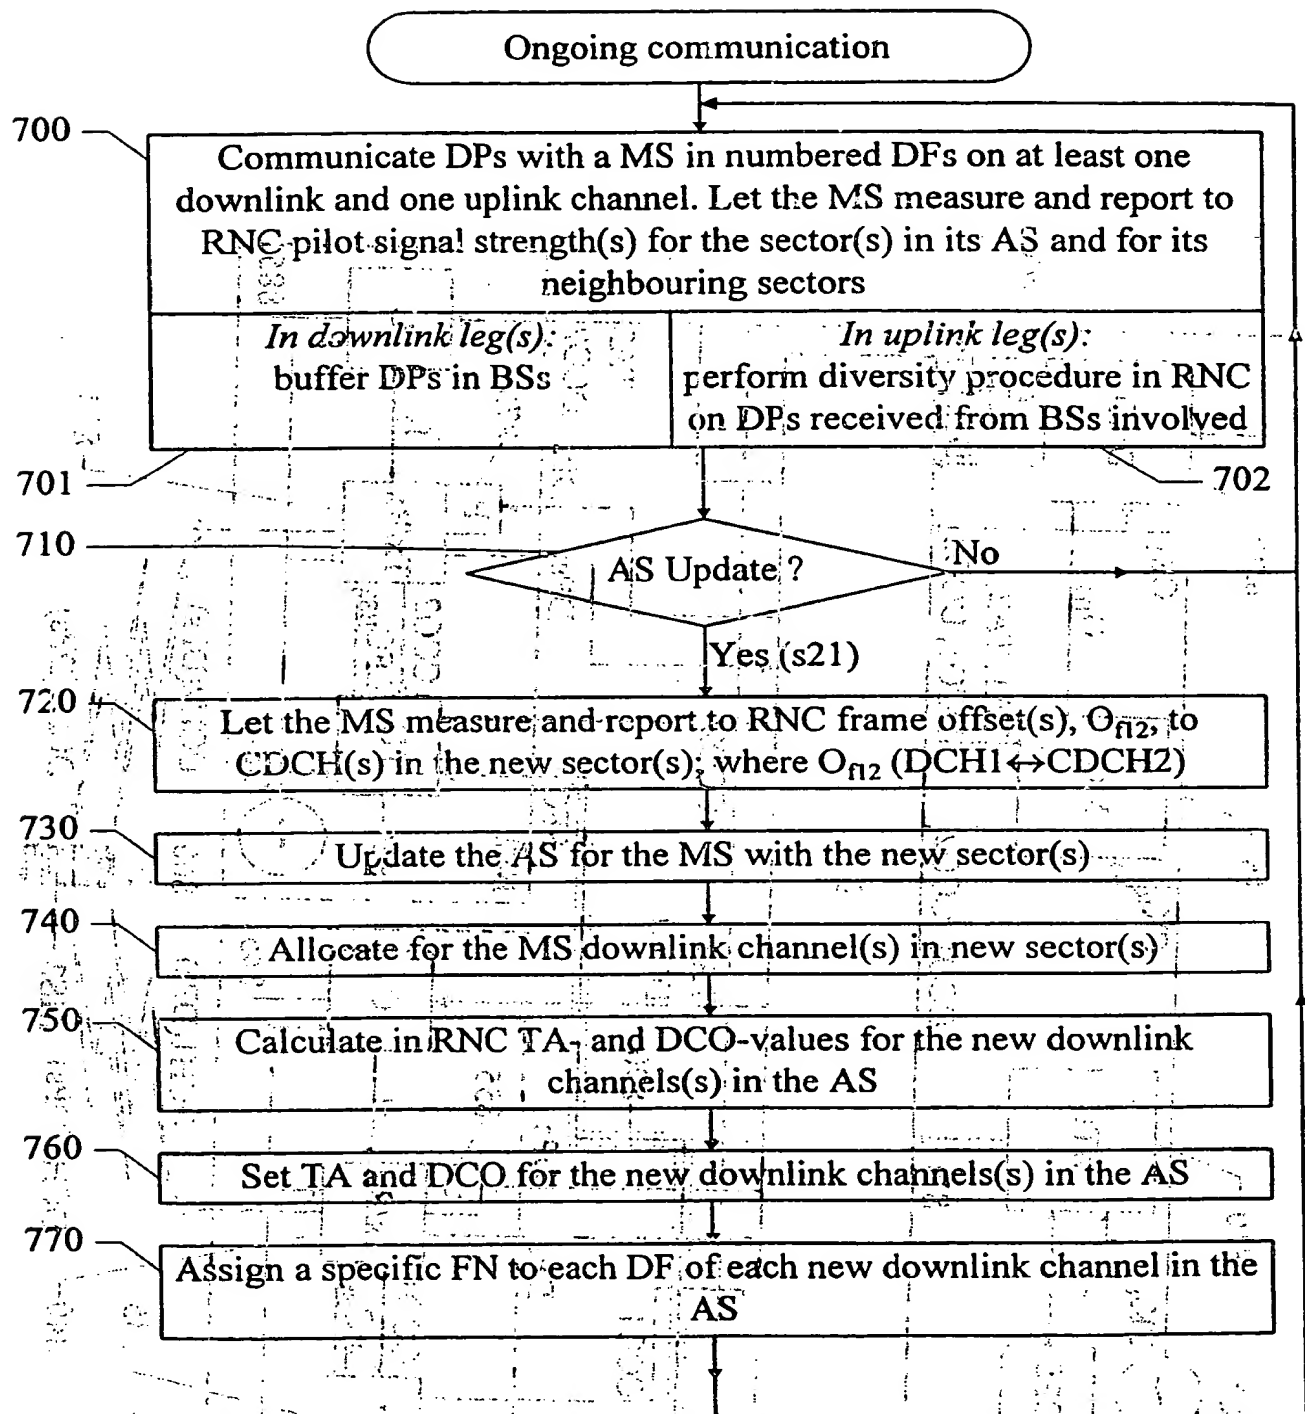 Ongoing communication
700
Communicate DPs with a MS in numbered DFs on at least one
downlink and one uplink channel. Let the MS measure and report to
RNC pilot signal strength(s) for the sector(s) in its AS and for its
neighbouring sectors
In downlink leg(s):
buffer DPs in BSs
In uplink leg(s):
perform diversity procedure in RNC
on DPs received from BSs involved
701
702
710
AS Update ?
No
Yes (s21)
720
Let the MS measure and report to RNC frame offset(s), Ofl2, to
CDCH(s) in the new sector(s); where Ofl2 (DCH1↔CDCH2)
730
Update the AS for the MS with the new sector(s)
740
Allocate for the MS downlink channel(s) in new sector(s)
750
Calculate in RNC TA- and DCO-values for the new downlink
channels(s) in the AS
760
Set TA and DCO for the new downlink channels(s) in the AS
770
Assign a specific FN to each DF of each new downlink channel in the
AS